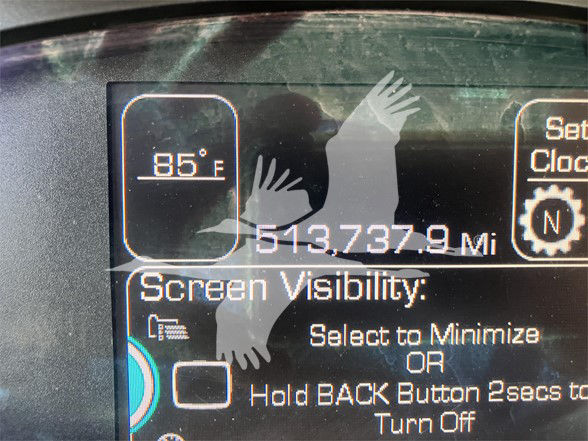 85° F
Set
Cloc
N
513,737.9 Mi
Screen Visibility:
Select to Minimize
OR
Hold BACK Button 2secs to
Turn Off